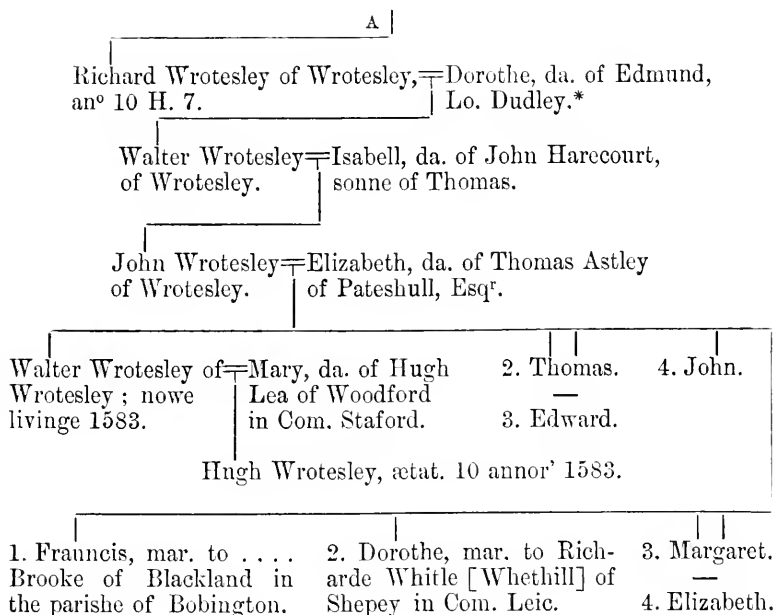 A
Richard Wrotesley of Wrotesley, Dorothe, da. of Edmund,
anº 10 H. 7. Lo. Dudley.*
Walter Wrotesley Isabell, da. of John Harecourt,
of Wrotesley. sonne of Thomas.
John Wrotesley Elizabeth, da. of Thomas Astley
of Wrotesley. of Pateshull, Esqʳ.
Walter Wrotesley of Mary, da. of Hugh 2. Thomas. 4. John.
Wrotesley ; nowe Lea of Woodford —
livinge 1583. in Com. Staford. 3. Edward.
Hugh Wrotesley, ætat. 10 annor' 1583.
1. Frauncis, mar. to .... 2. Dorothe, mar. to Rich- 3. Margaret.
Brooke of Blackland in arde Whitle [Whethill] of —
the parishe of Bobington. Shepey in Com. Leic. 4. Elizabeth.